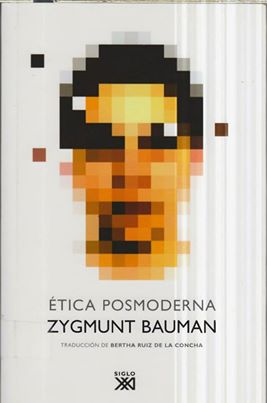 ÉTICA POSMODERNA
ZYGMUNT BAUMAN
TRADUCCIÓN DE BERTHA RUIZ DE LA CONCHA
SIGLO
XXI